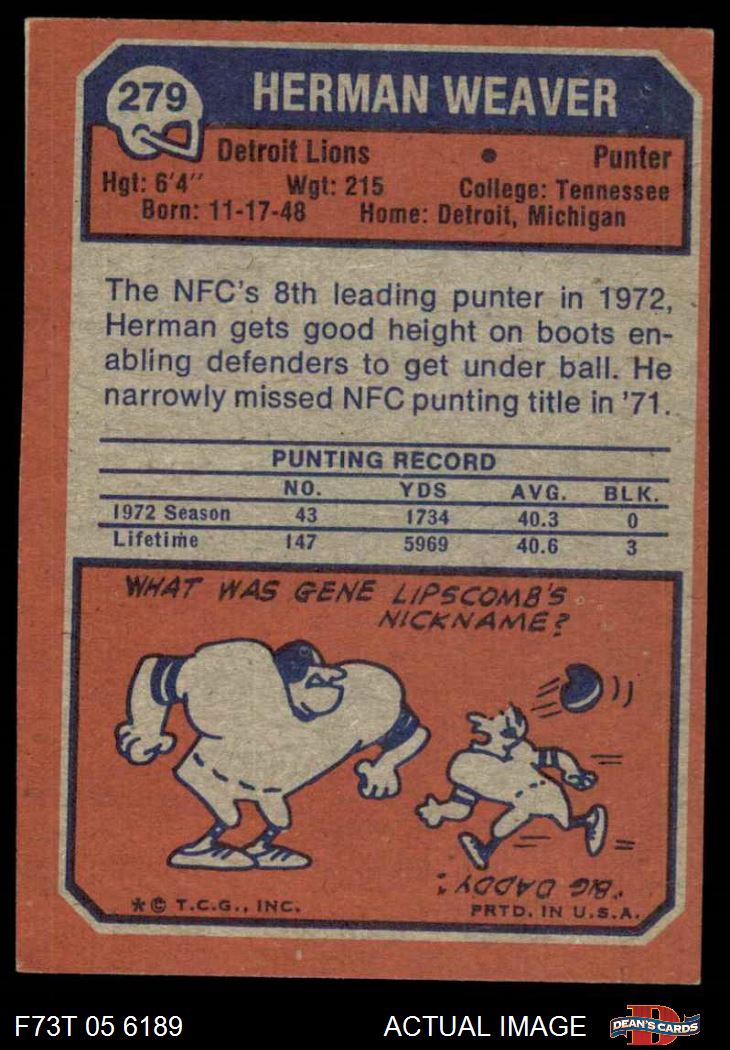 279
HERMAN WEAVER
Detroit Lions • Punter
Hgt: 6'4" Wgt: 215 College: Tennessee
Born: 11-17-48 Home: Detroit, Michigan
The NFC's 8th leading punter in 1972,
Herman gets good height on boots en-
abling defenders to get under ball. He
narrowly missed NFC punting title in '71.
PUNTING RECORD
NO. YDS AVG. BLK.
1972 Season 43 1734 40.3 0
Lifetime 147 5969 40.6 3
WHAT WAS GENE LIPSCOMB'S
NICKNAME?
"BIG DADDY"
* © T.C.G., INC. PRTD. IN U.S.A.
F73T 05 6189 ACTUAL IMAGE DEAN'S CARDS